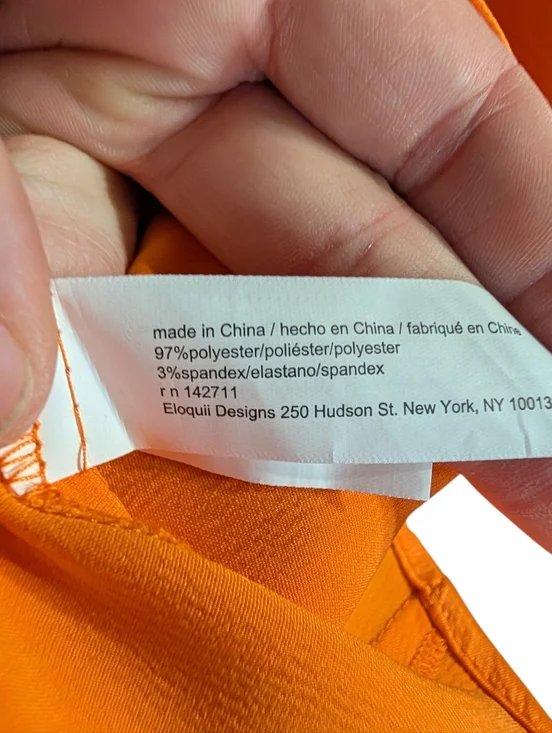 made in China / hecho en China / fabriqué en Chine
97%polyester/poliéster/polyester
3%spandex/elastano/spandex
r n 142711
Eloquii Designs 250 Hudson St. New York, NY 10013